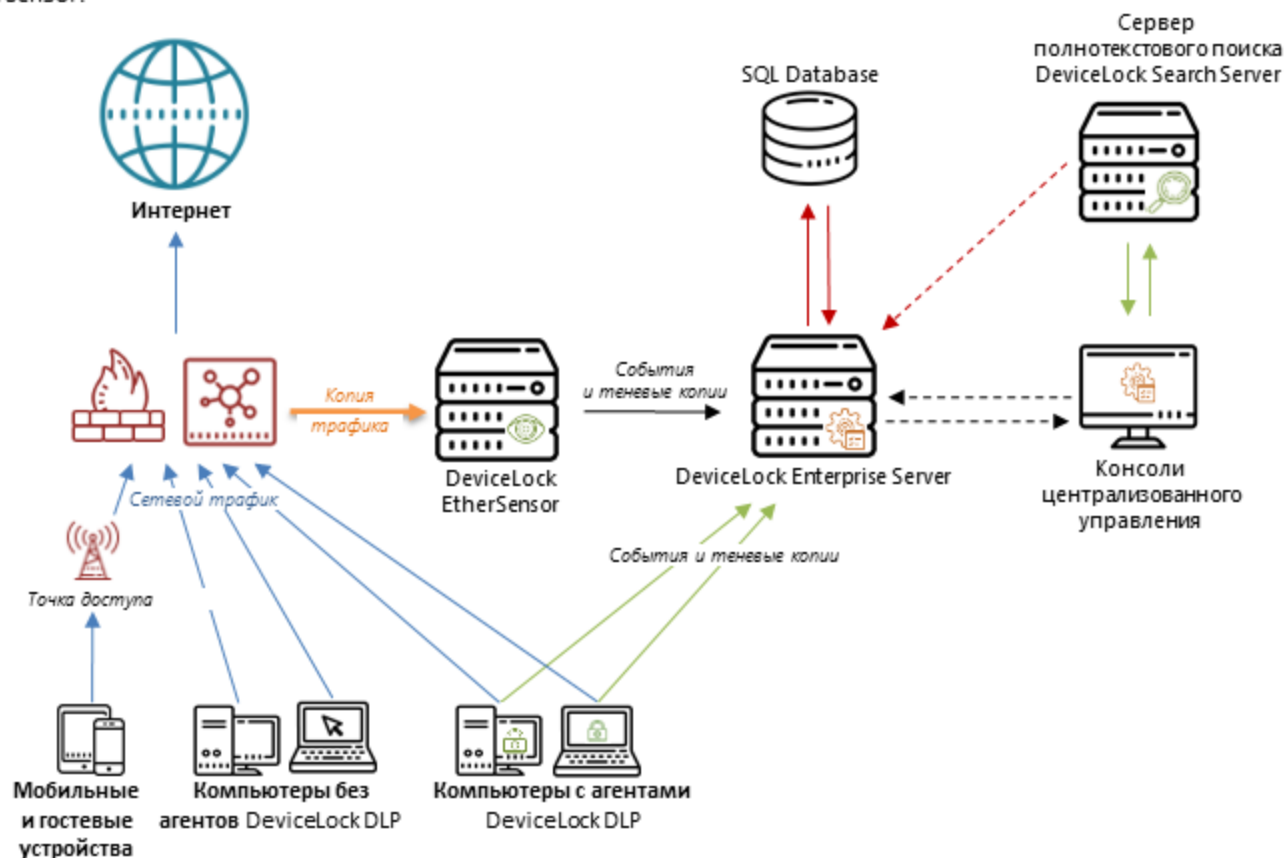 Сервер
полнотекстового поиска
DeviceLock Search Server
SQL Database
Интернет
Копия
трафика
События
и теневые копии
DeviceLock
EtherSensor
DeviceLock Enterprise Server
Консоли
централизованного
управления
Сетевой трафик
События и теневые копии
Точка доступа
Мобильные
и гостевые
устройства
Компьютеры без
агентов DeviceLock DLP
Компьютеры с агентами
DeviceLock DLP